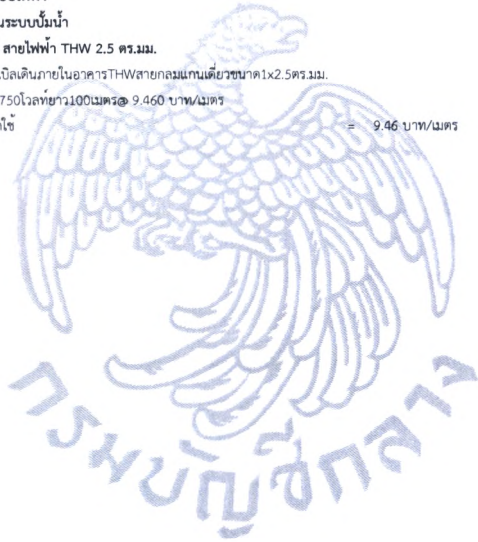 นระบบปั๊มน้ำ
สายไฟฟ้า THW 2.5 ตร.มม.
เบิลเดินภายในอาคารTHWสายกลมแกนเดี่ยวขนาด1x2.5ตร.มม.
750โวลท์ยาว100เมตร@ 9.460 บาท/เมตร
ใช้ = 9.46 บาท/เมตร
กรมบัญชีกลาง